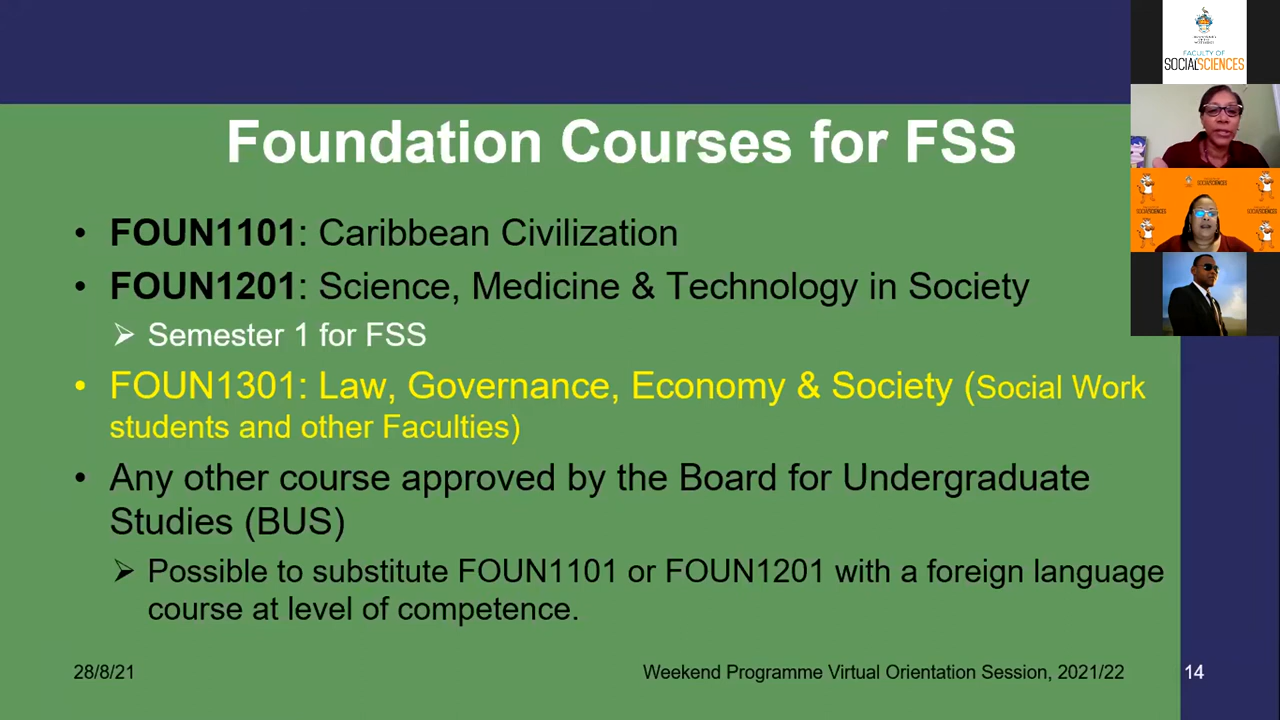 Foundation Courses for FSS
• FOUN1101: Caribbean Civilization
• FOUN1201: Science, Medicine & Technology in Society
➢ Semester 1 for FSS
• FOUN1301: Law, Governance, Economy & Society (Social Work
students and other Faculties)
• Any other course approved by the Board for Undergraduate
Studies (BUS)
➢ Possible to substitute FOUN1101 or FOUN1201 with a foreign language
course at level of competence.
28/8/21
Weekend Programme Virtual Orientation Session, 2021/22
14
FACULTY OF
SOCIALSCIENCES